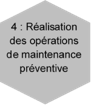 4 : Réalisation
des opérations
de maintenance
préventive